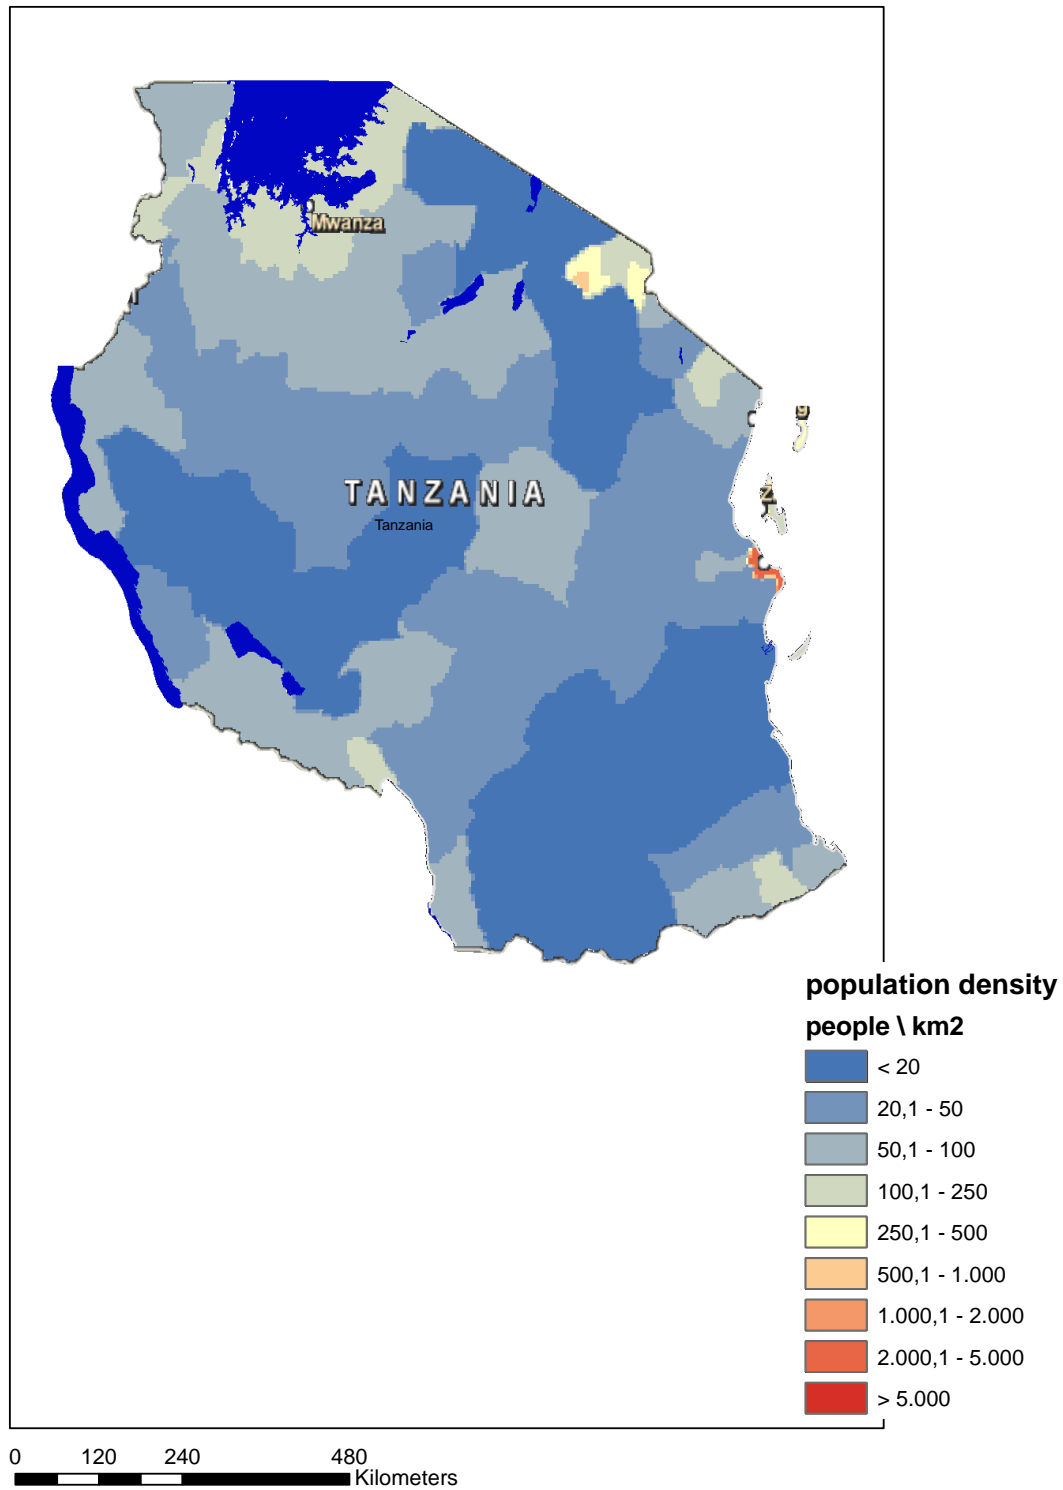 Mwanza
g
Z
TANZANIA
Tanzania
population density
people \ km2
< 20
20,1 - 50
50,1 - 100
100,1 - 250
250,1 - 500
500,1 - 1.000
1.000,1 - 2.000
2.000,1 - 5.000
> 5.000
0 120 240 480
Kilometers